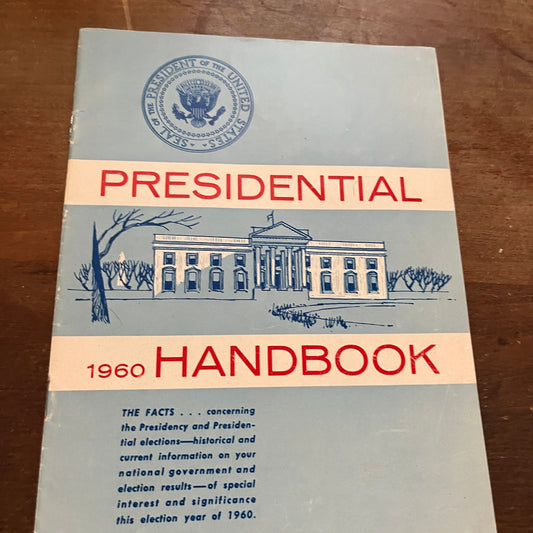 SEAL OF THE PRESIDENT OF THE UNITED STATES
PRESIDENTIAL
1960 HANDBOOK
THE FACTS . . . concerning
the Presidency and Presiden-
tial elections—historical and
current information on your
national government and
election results—of special
interest and significance
this election year of 1960.